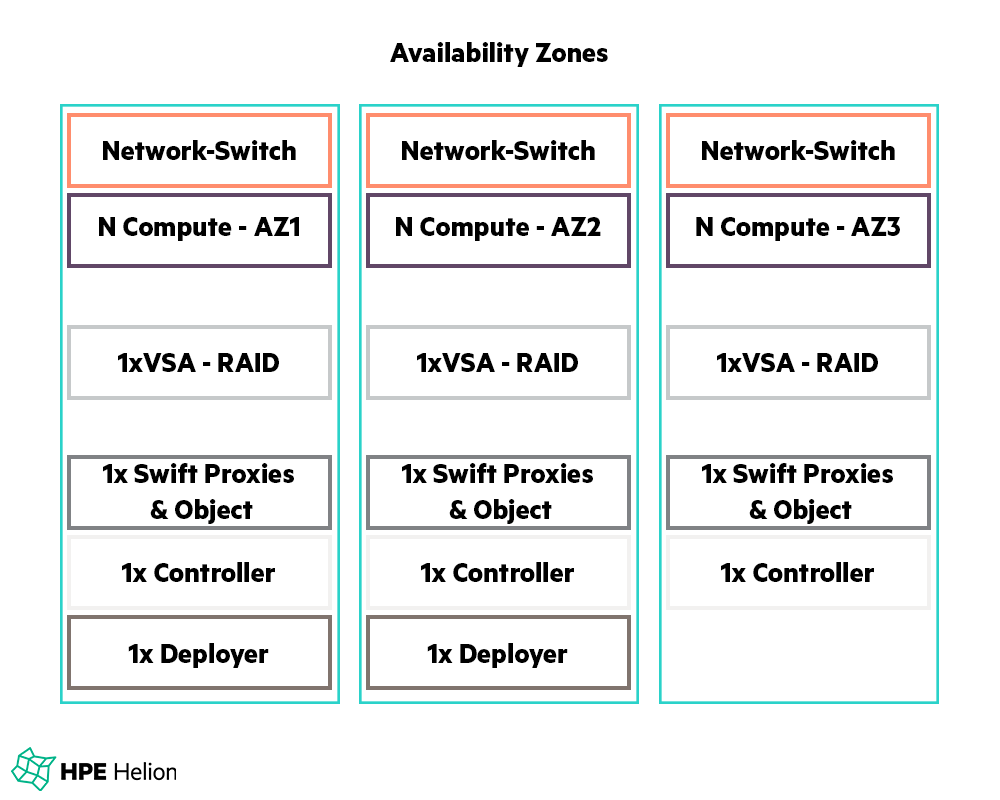 Availability Zones
Network-Switch
N Compute - AZ1
1xVSA - RAID
1x Swift Proxies
& Object
1x Controller
1x Deployer
Network-Switch
N Compute - AZ2
1xVSA - RAID
1x Swift Proxies
& Object
1x Controller
1x Deployer
Network-Switch
N Compute - AZ3
1xVSA - RAID
1x Swift Proxies
& Object
1x Controller
HPE Helion